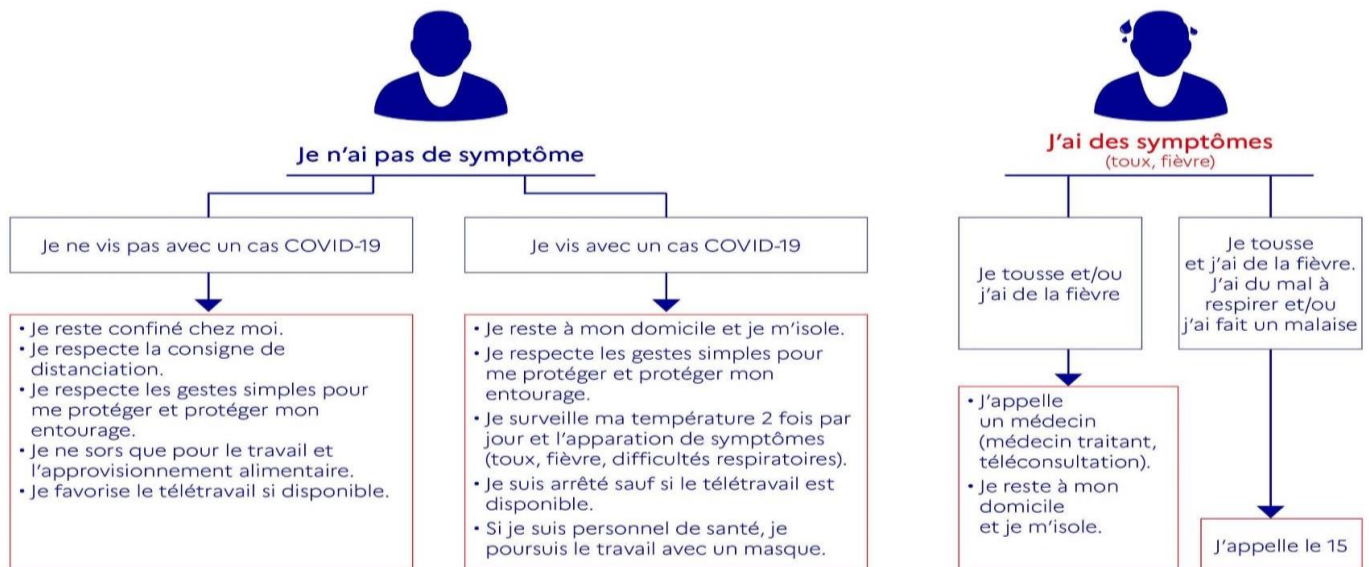 Je n'ai pas de symptôme
Je ne vis pas avec un cas COVID-19
• Je reste confiné chez moi.
• Je respecte la consigne de
distanciation.
• Je respecte les gestes simples pour
me protéger et protéger mon
entourage.
• Je ne sors que pour le travail et
l'approvisionnement alimentaire.
• Je favorise le télétravail si disponible.
Je vis avec un cas COVID-19
• Je reste à mon domicile et je m'isole.
• Je respecte les gestes simples pour
me protéger et protéger mon
entourage.
• Je surveille ma température 2 fois par
jour et l'apparation de symptômes
(toux, fièvre, difficultés respiratoires).
• Je suis arrêté sauf si le télétravail est
disponible.
• Si je suis personnel de santé, je
poursuis le travail avec un masque.
J'ai des symptômes
(toux, fièvre)
Je tousse et/ou
j'ai de la fièvre
• J'appelle
un médecin
(médecin traitant,
téléconsultation).
• Je reste à mon
domicile
et je m'isole.
Je tousse
et j'ai de la fièvre.
J'ai du mal à
respirer et/ou
j'ai fait un malaise
J'appelle le 15